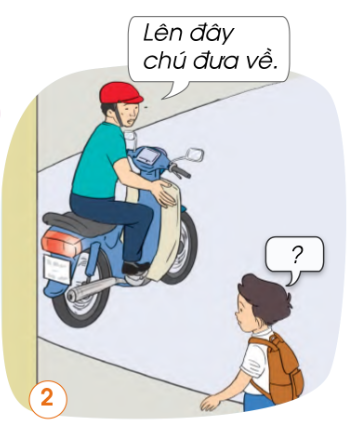 Lên đây
chú đưa về.
?
2